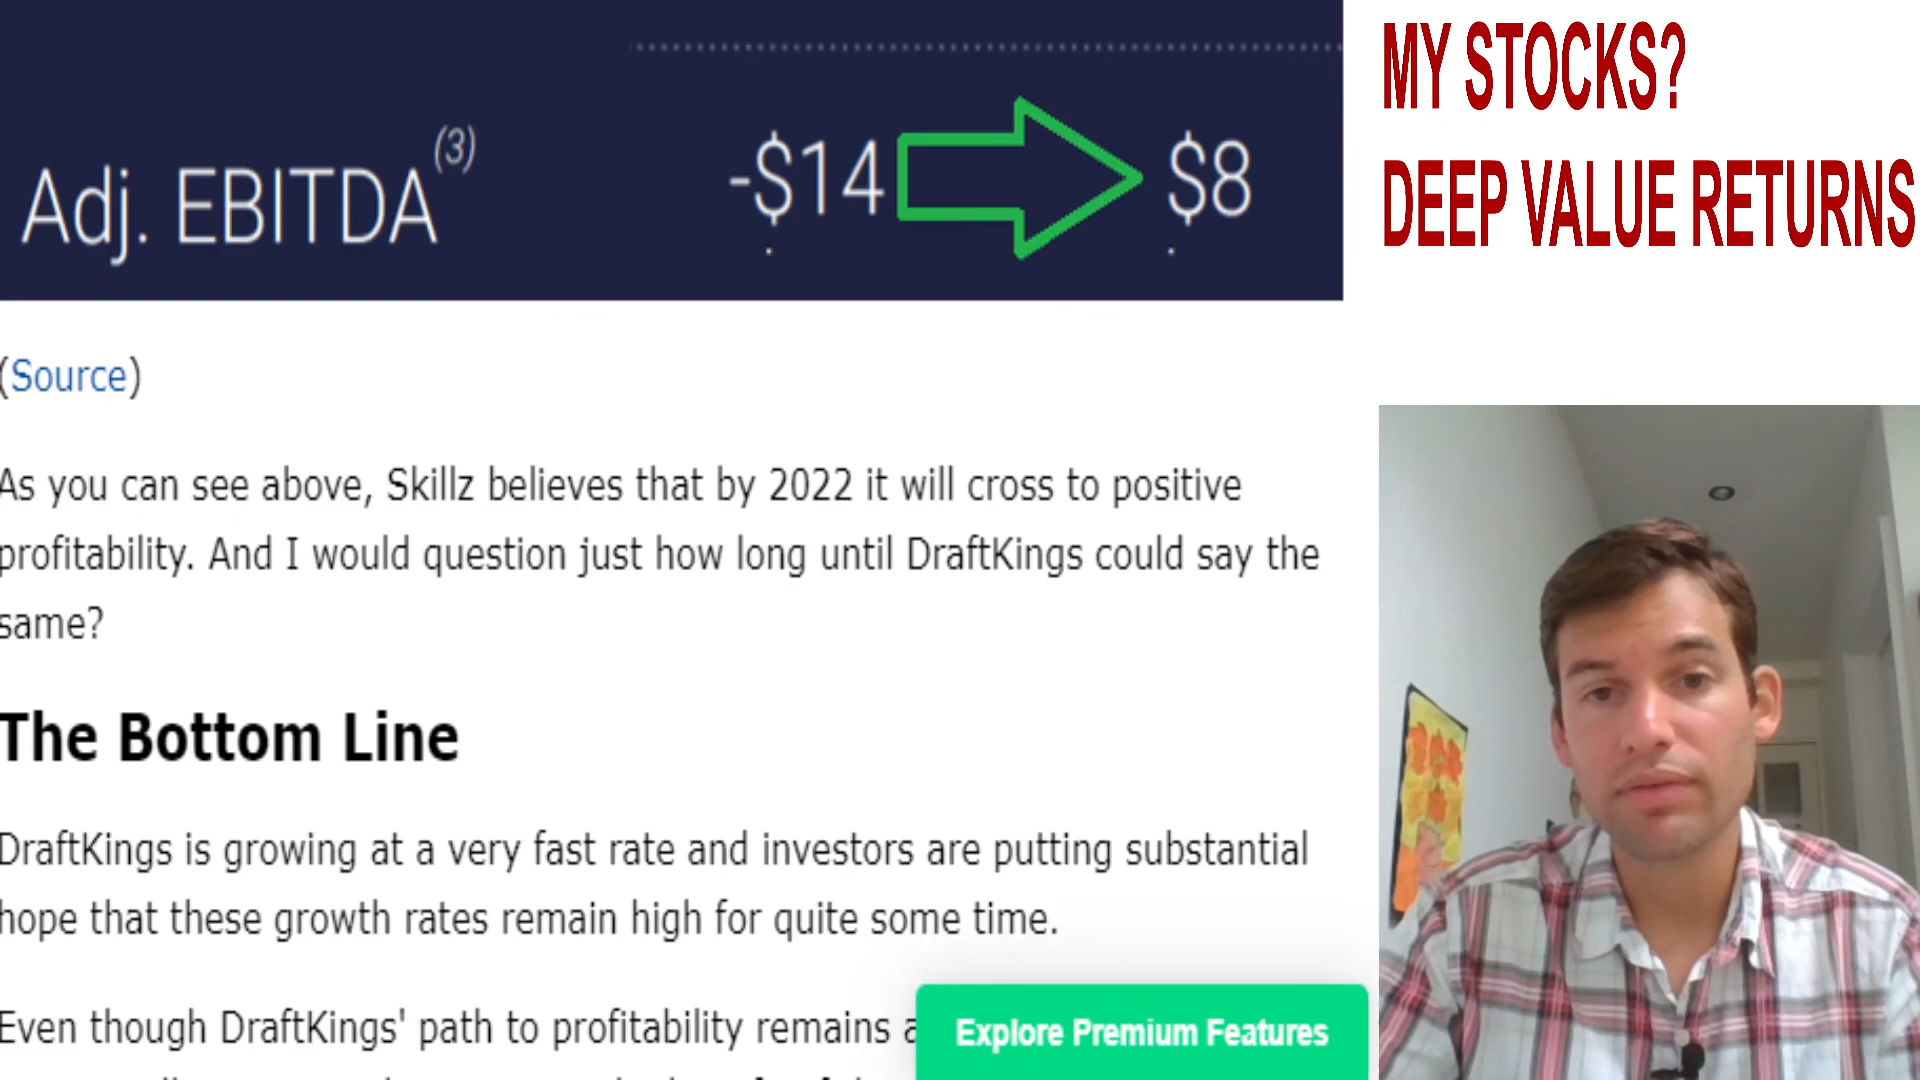 MY STOCKS?
DEEP VALUE RETURNS
Adj. EBITDA(3) -$14 $8
(Source)
As you can see above, Skillz believes that by 2022 it will cross to positive
profitability. And I would question just how long until DraftKings could say the
same?
The Bottom Line
DraftKings is growing at a very fast rate and investors are putting substantial
hope that these growth rates remain high for quite some time.
Even though DraftKings' path to profitability remains
Explore Premium Features